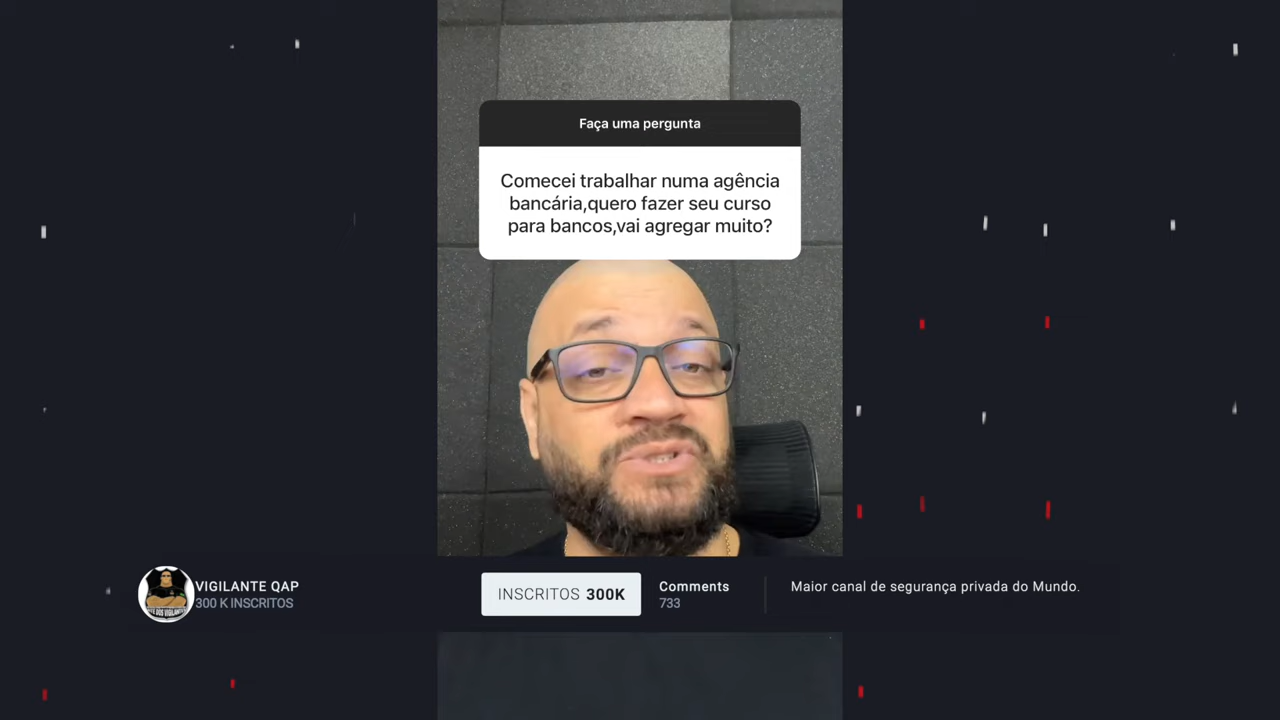 Faça uma pergunta
Comecei trabalhar numa agência
bancária,quero fazer seu curso
para bancos,vai agregar muito?
VIGILANTE QAP
300 K INSCRITOS
INSCRITOS 300K
Comments
733
Maior canal de segurança privada do Mundo.